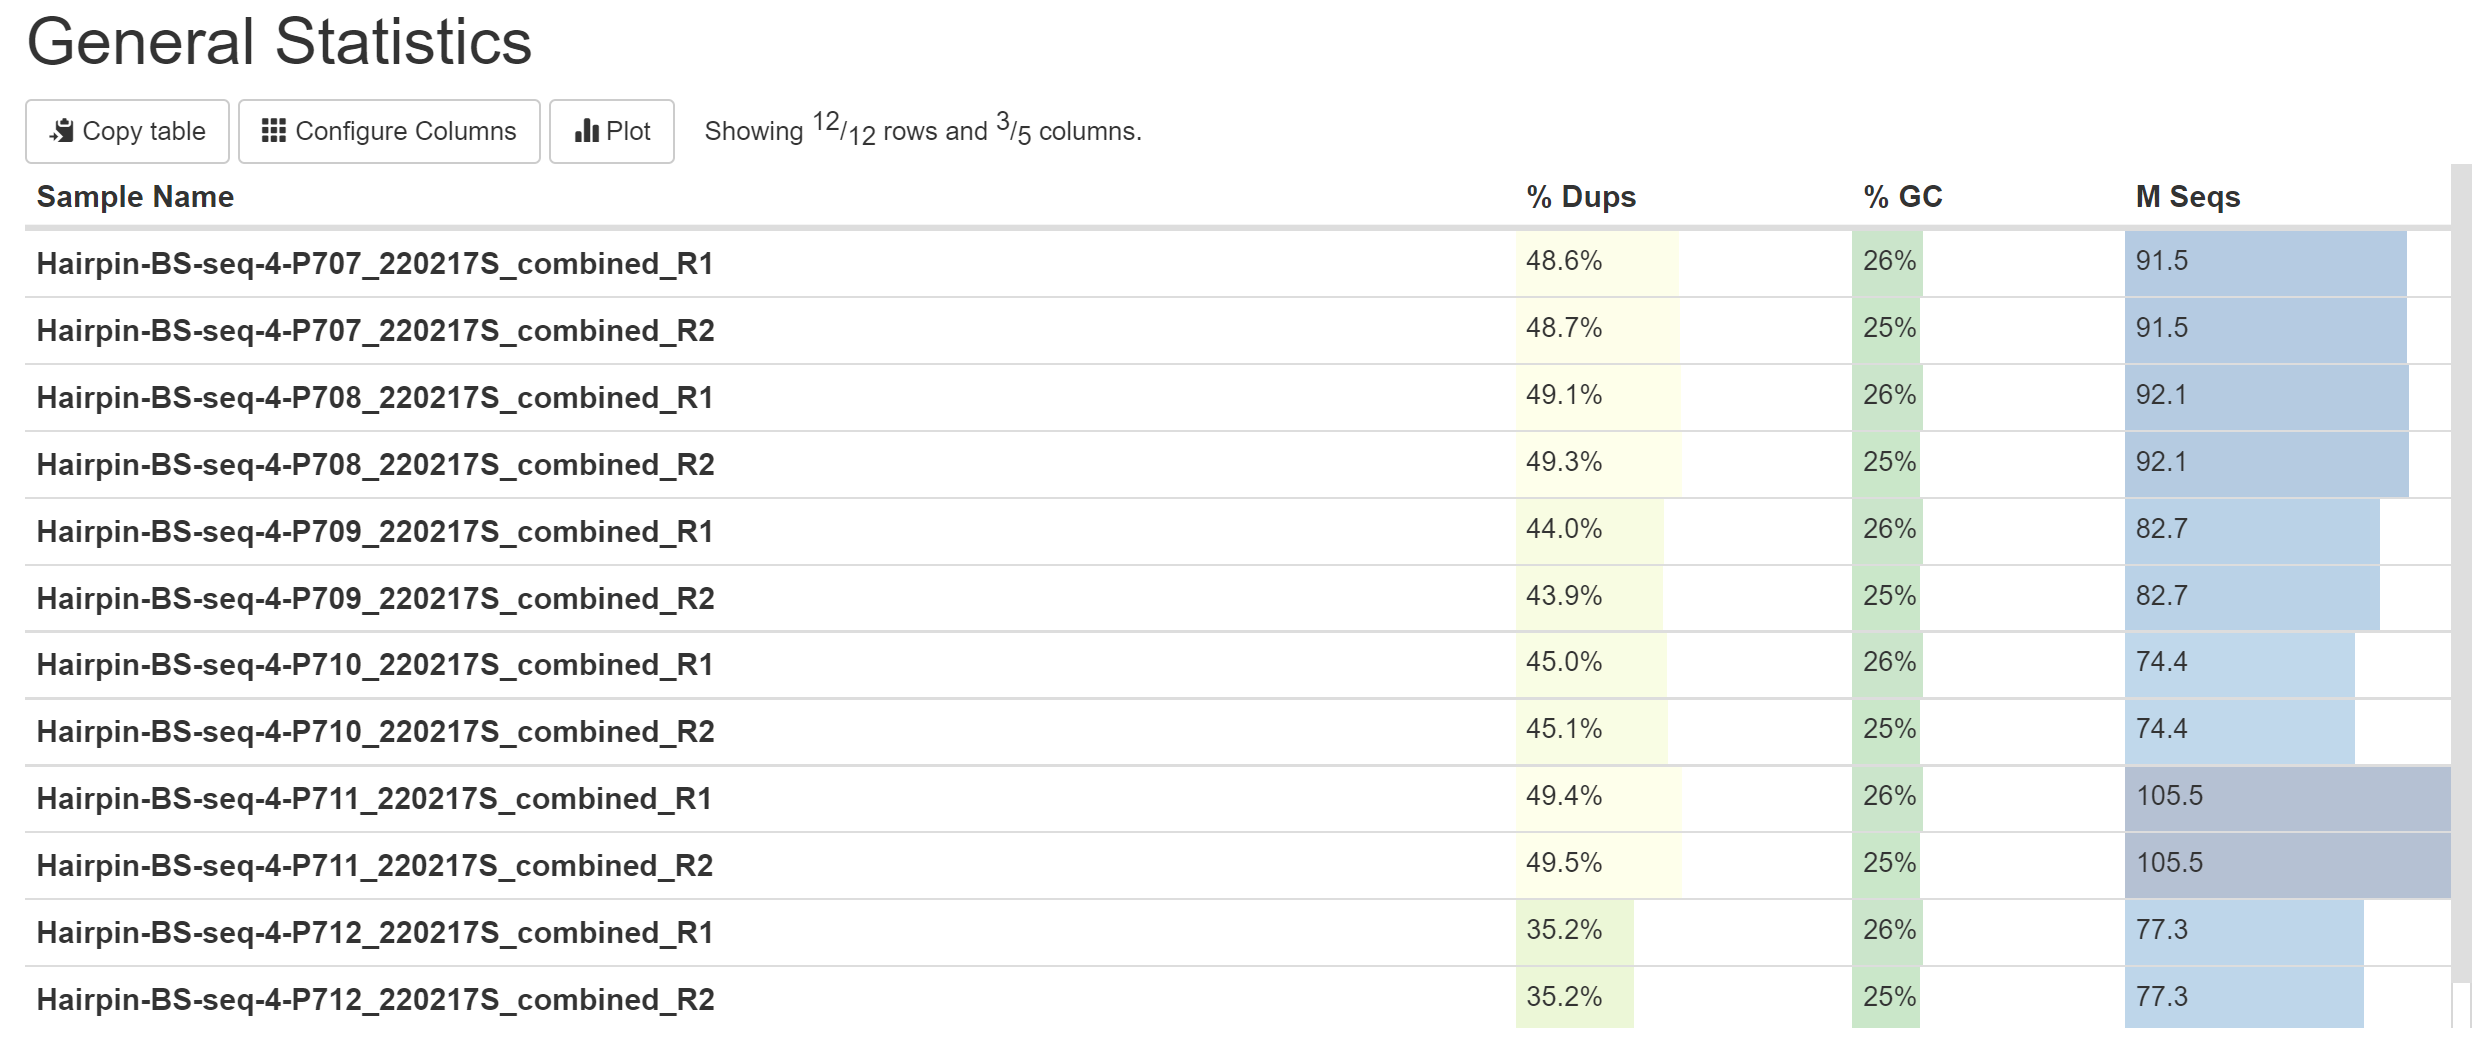 General Statistics
Copy table Configure Columns Plot Showing 12/12 rows and 3/5 columns.
Sample Name % Dups % GC M Seqs
Hairpin-BS-seq-4-P707_220217S_combined_R1 48.6% 26% 91.5
Hairpin-BS-seq-4-P707_220217S_combined_R2 48.7% 25% 91.5
Hairpin-BS-seq-4-P708_220217S_combined_R1 49.1% 26% 92.1
Hairpin-BS-seq-4-P708_220217S_combined_R2 49.3% 25% 92.1
Hairpin-BS-seq-4-P709_220217S_combined_R1 44.0% 26% 82.7
Hairpin-BS-seq-4-P709_220217S_combined_R2 43.9% 25% 82.7
Hairpin-BS-seq-4-P710_220217S_combined_R1 45.0% 26% 74.4
Hairpin-BS-seq-4-P710_220217S_combined_R2 45.1% 25% 74.4
Hairpin-BS-seq-4-P711_220217S_combined_R1 49.4% 26% 105.5
Hairpin-BS-seq-4-P711_220217S_combined_R2 49.5% 25% 105.5
Hairpin-BS-seq-4-P712_220217S_combined_R1 35.2% 26% 77.3
Hairpin-BS-seq-4-P712_220217S_combined_R2 35.2% 25% 77.3